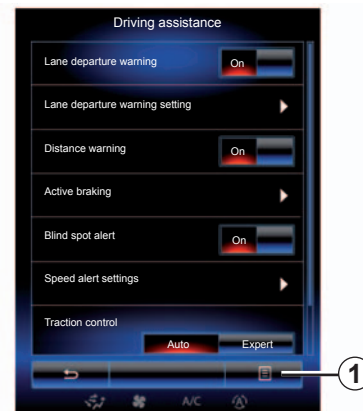 Driving assistance
Lane departure warning
On
Lane departure warning setting
Distance warning
On
Active braking
Blind spot alert
On
Speed alert settings
Traction control
Auto
Expert
1
A/C